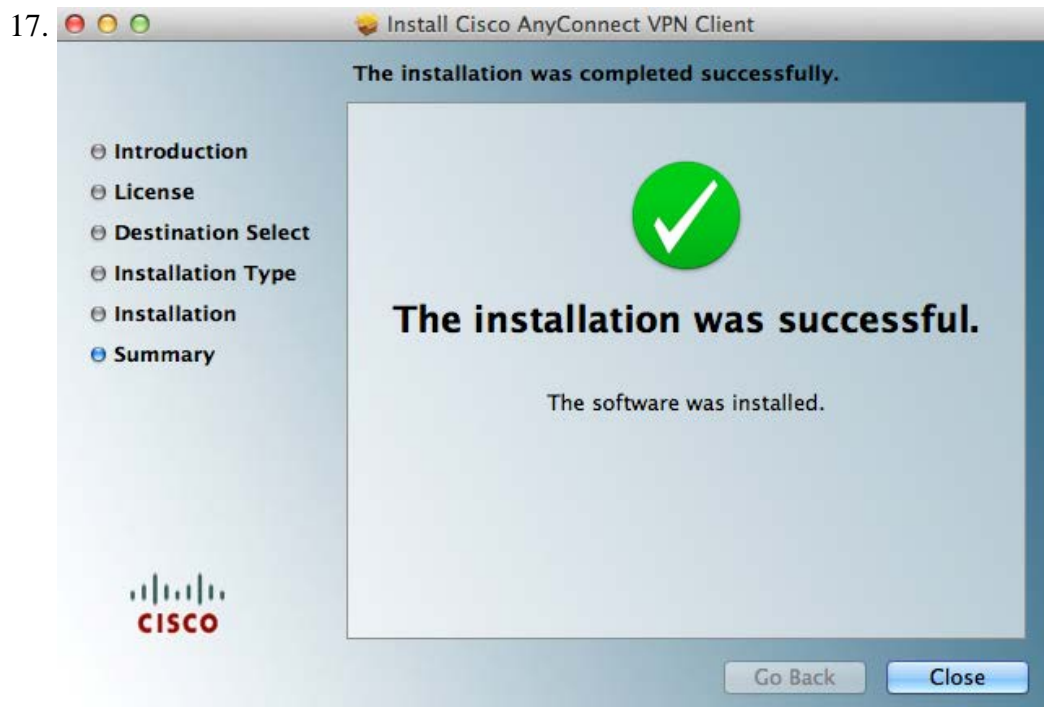 17.
Install Cisco AnyConnect VPN Client
The installation was completed successfully.
Introduction
License
Destination Select
Installation Type
Installation
Summary
The installation was successful.
The software was installed.
CISCO
Go Back
Close